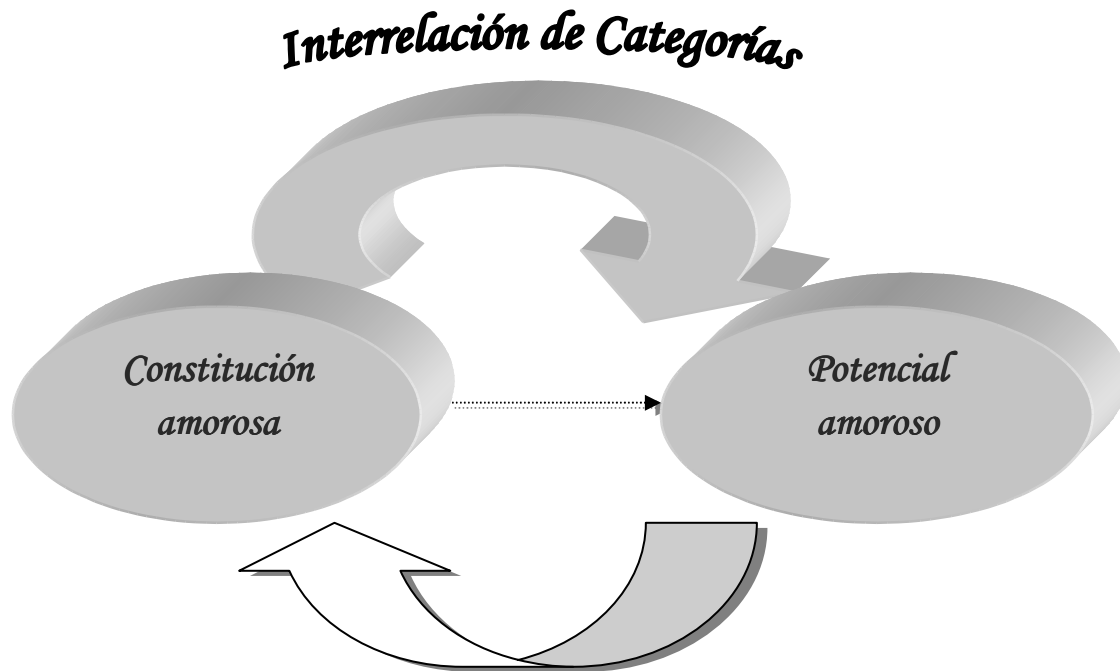 Interrelación de Categorías
Constitución
amorosa
Potencial
amoroso